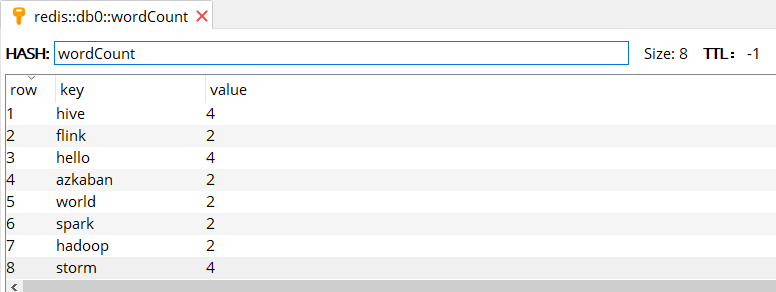 redis::db0::wordCount
HASH: wordCount Size: 8 TTL： -1
row key value
1 hive 4
2 flink 2
3 hello 4
4 azkaban 2
5 world 2
6 spark 2
7 hadoop 2
8 storm 4